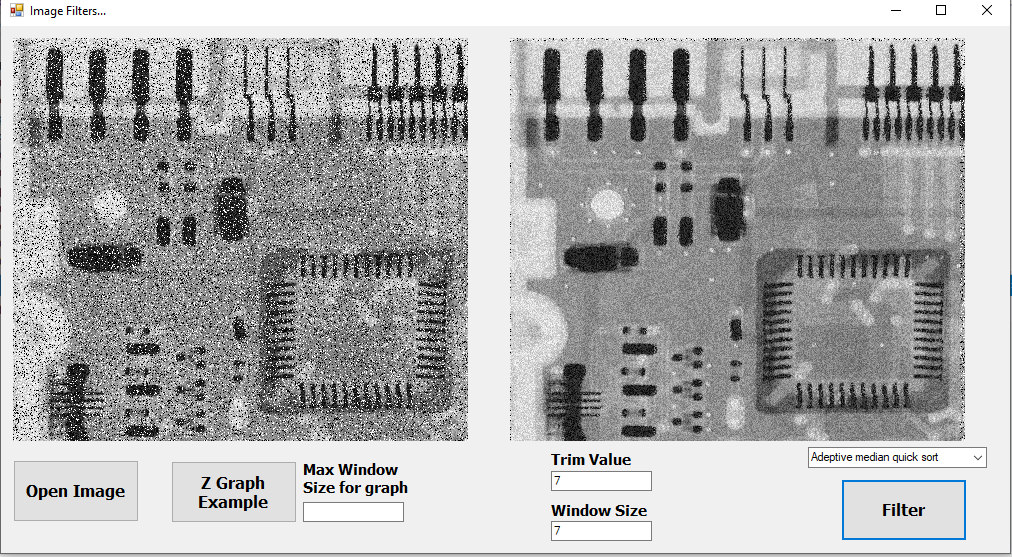 Image Filters...
Open Image
Z Graph
Example
Max Window
Size for graph
Trim Value
7
Window Size
7
Adeptive median quick sort
Filter